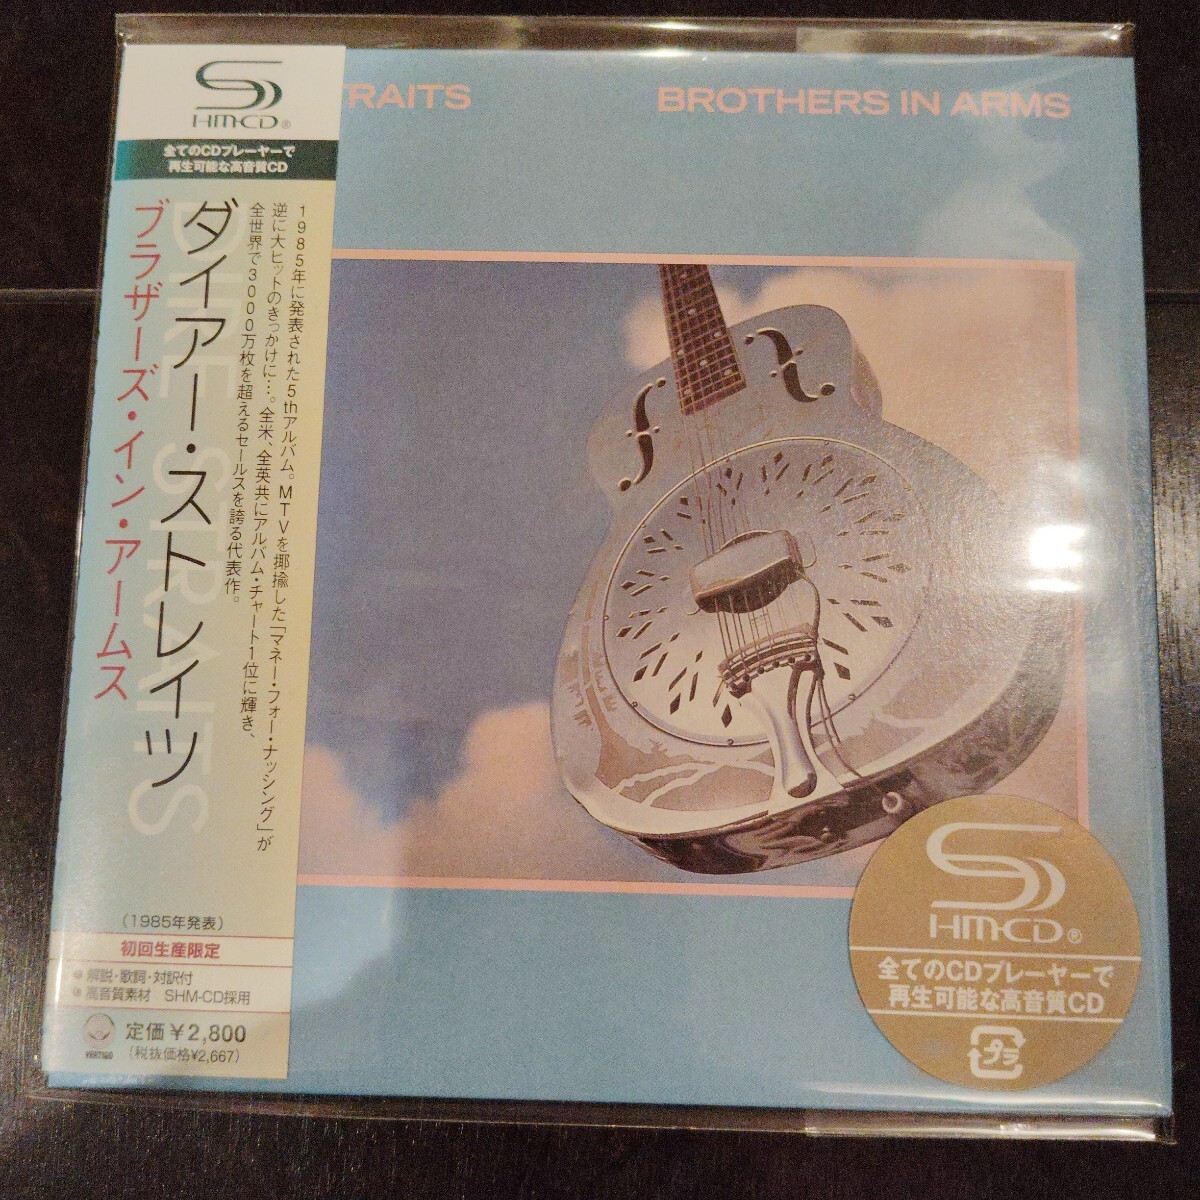 SHM-CD®
全てのCDプレーヤーで
再生可能な高音質CD
TRAITS
BROTHERS IN ARMS
DIRE STRAITS
ダイアー・ストレイツ
ブラザーズ・イン・アームス
1985年に発表された5thアルバム。MTVを揶揄した「マネー・フォー・ナッシング」が
逆に大ヒットのきっかけに…。全米、全英共にアルバム・チャート1位に輝き、
全世界で3000万枚を超えるセールスを誇る代表作。
(1985年発表)
初回生産限定
●解説・歌詞・対訳付
●高音質素材 SHM-CD採用
VERTIGO
定価¥2,800
(税抜価格¥2,667)
SHM-CD®
全てのCDプレーヤーで
再生可能な高音質CD
プラ